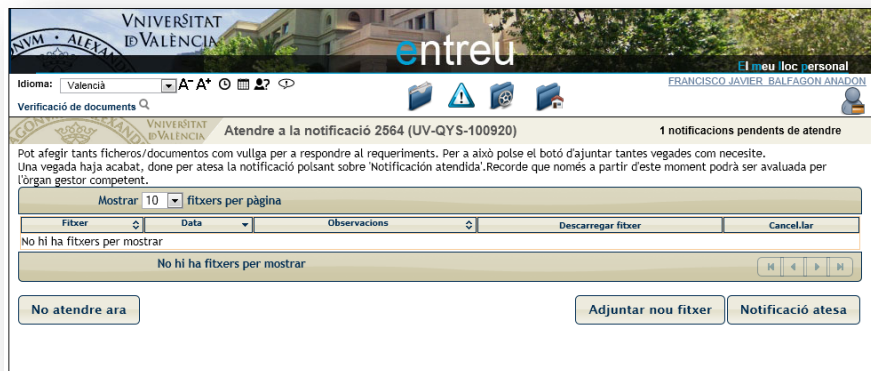 VNIVERSITAT
ID VALÈNCIA
entreu
El meu lloc personal
Idioma: Valencià A- A+
FRANCISCO JAVIER BALFAGON ANADON
Verificació de documents
VNIVERSITAT
ID VALÈNCIA
Atendre a la notificació 2564 (UV-QYS-100920)
1 notificacions pendents de atendre
Pot afegir tants ficheros/documentos com vullga per a respondre al requeriments. Per a això polse el botó d'ajuntar tantes vegades com necesite.
Una vegada haja acabat, done per atesa la notificació polsant sobre 'Notificación atendida'.Recorde que només a partir d'este moment podrà ser avaluada per
l'òrgan gestor competent.
Mostrar 10 fitxers per pàgina
Fitxer Data Observacions Descarregar fitxer Cancel.lar
No hi ha fitxers per mostrar
No hi ha fitxers per mostrar
No atendre ara Adjuntar nou fitxer Notificació atesa